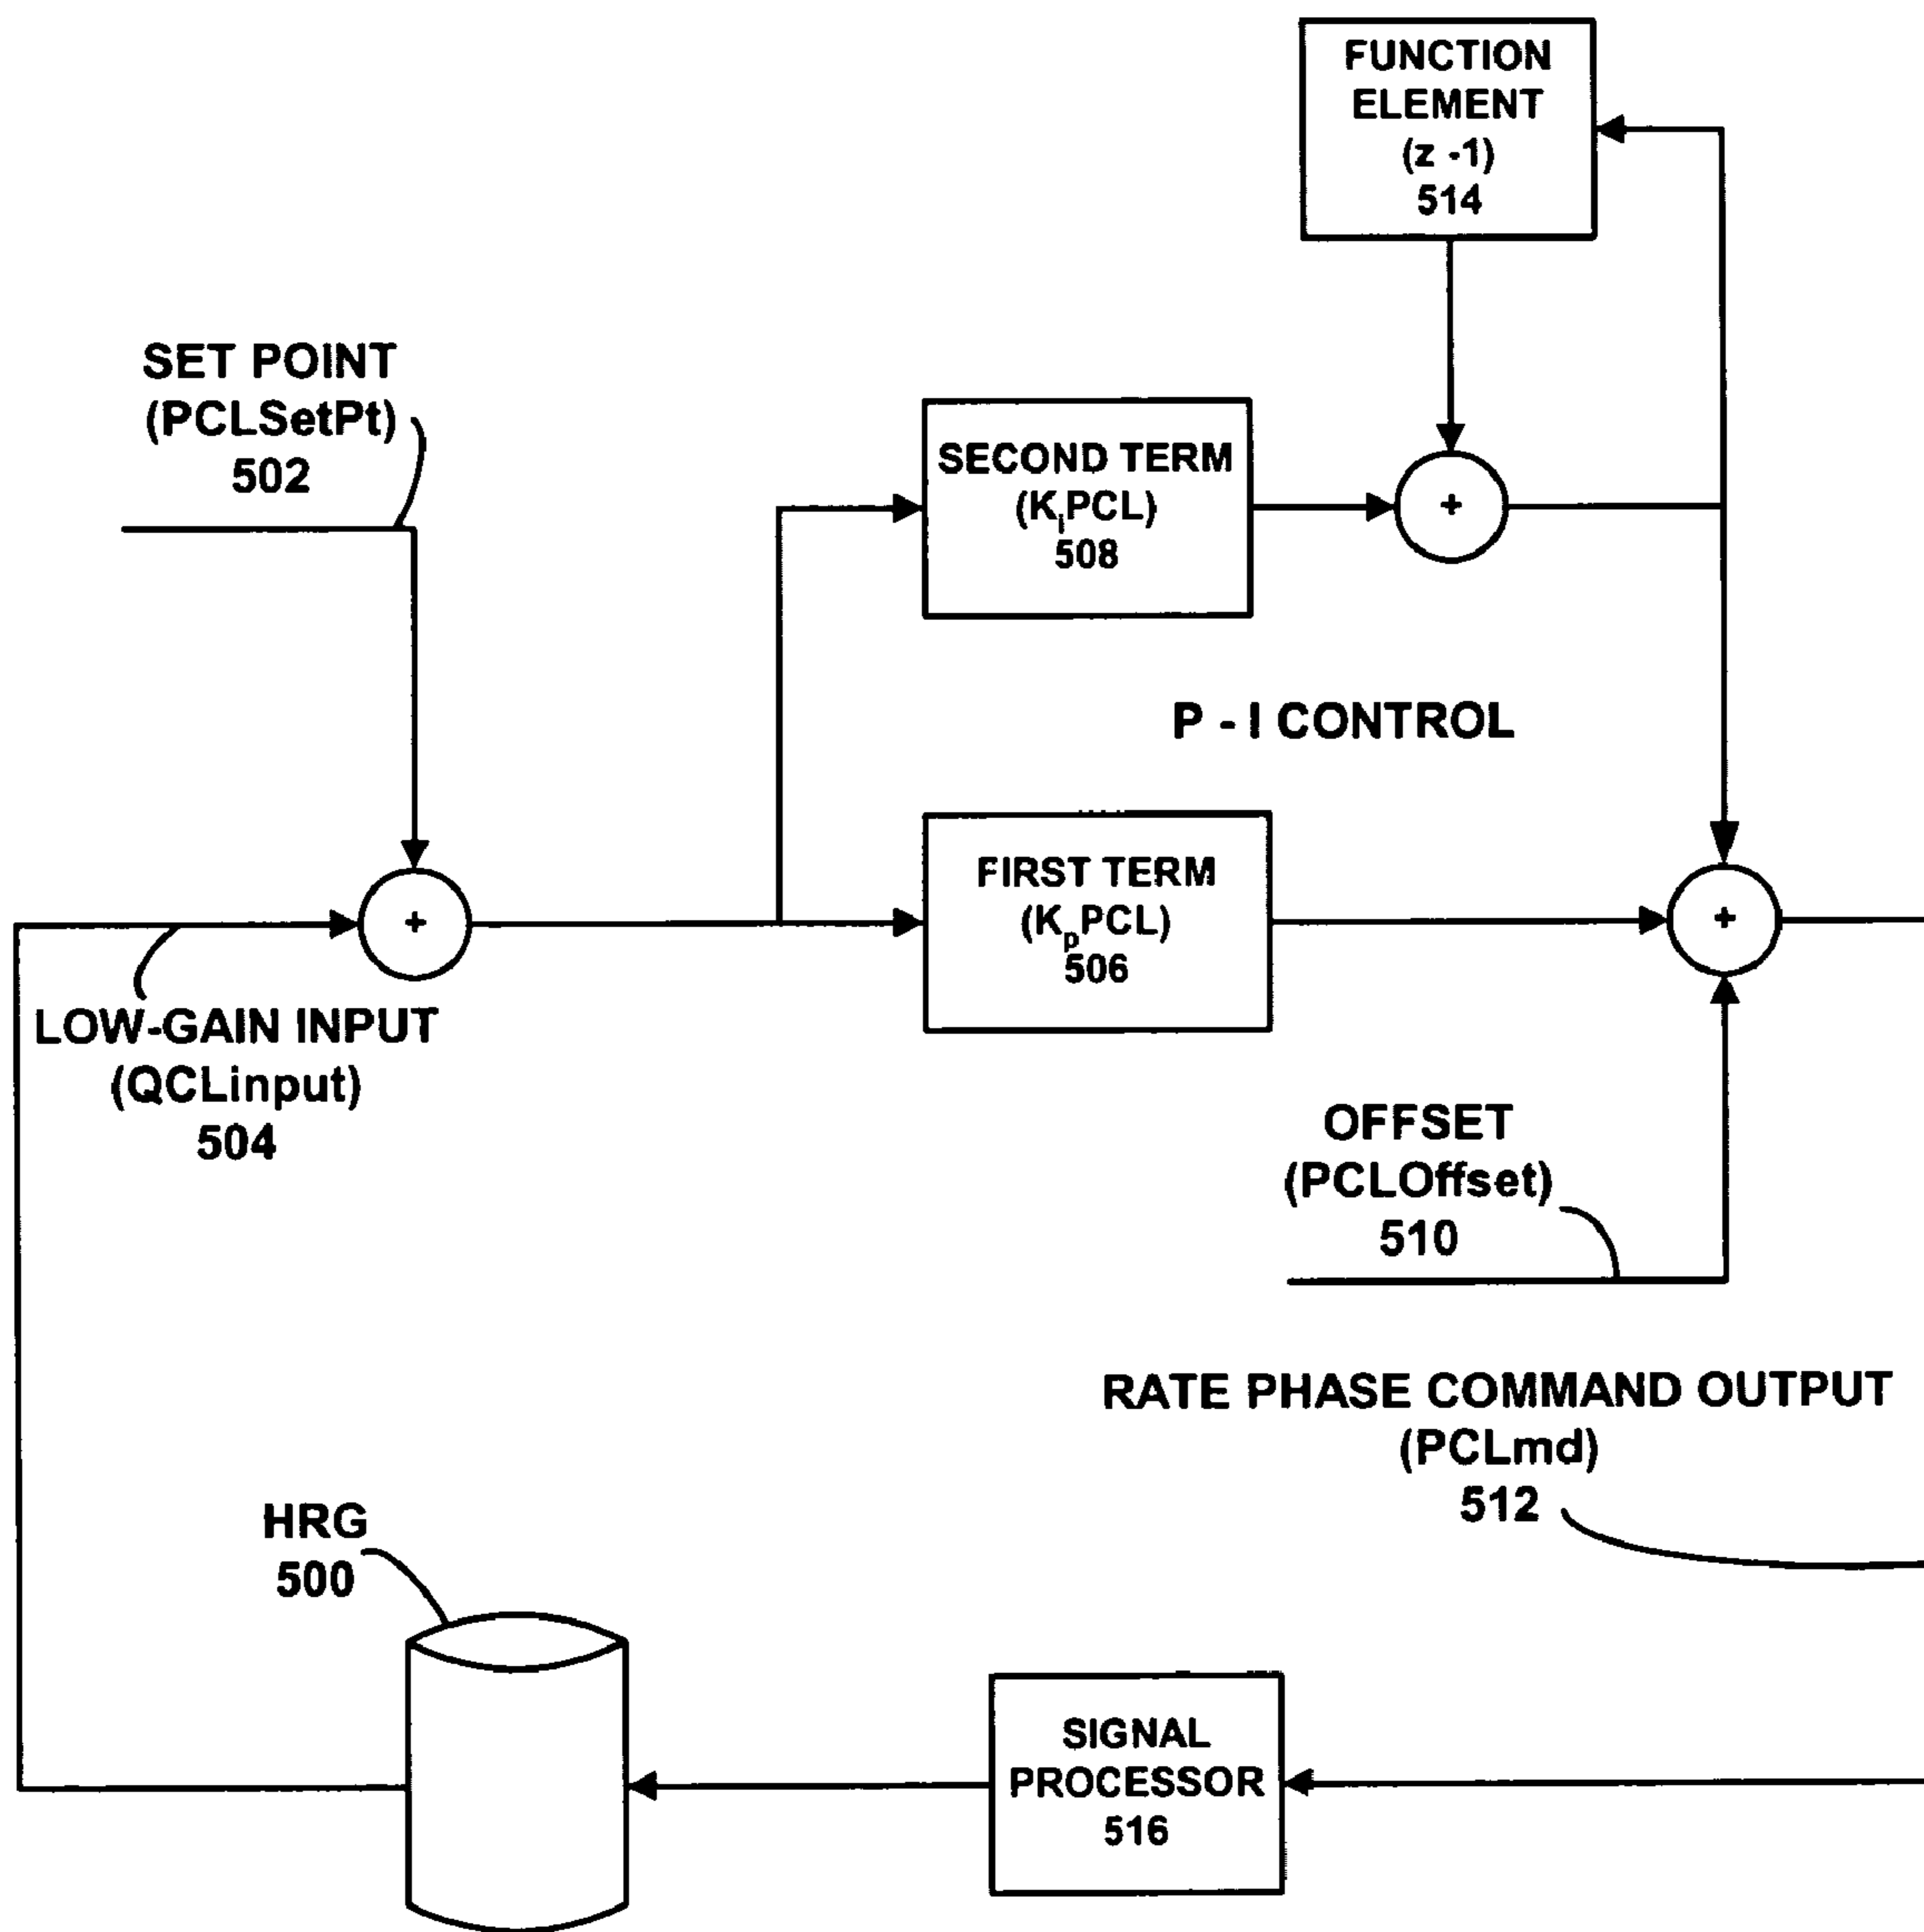 FUNCTION
ELEMENT
(z -1)
514
SET POINT
(PCLSetPt)
502
SECOND TERM
(KiPCL)
508
+
P - I CONTROL
FIRST TERM
(KpPCL)
506
+
+
LOW-GAIN INPUT
(QCLinput)
504
OFFSET
(PCLOffset)
510
RATE PHASE COMMAND OUTPUT
(PCLmd)
512
HRG
500
SIGNAL
PROCESSOR
516